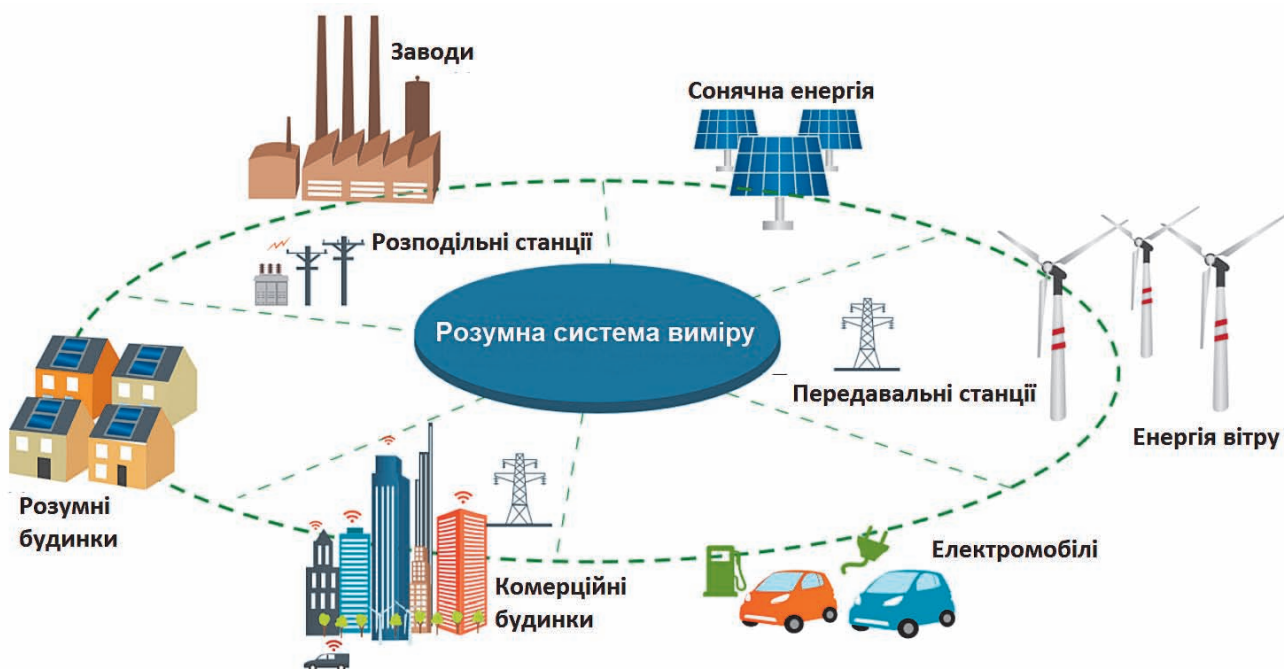 Заводи
Сонячна енергія
Розподільні станції
Розумна система виміру
Передавальні станції
Енергія вітру
Розумні
будинки
Електромобілі
Комерційні
будинки